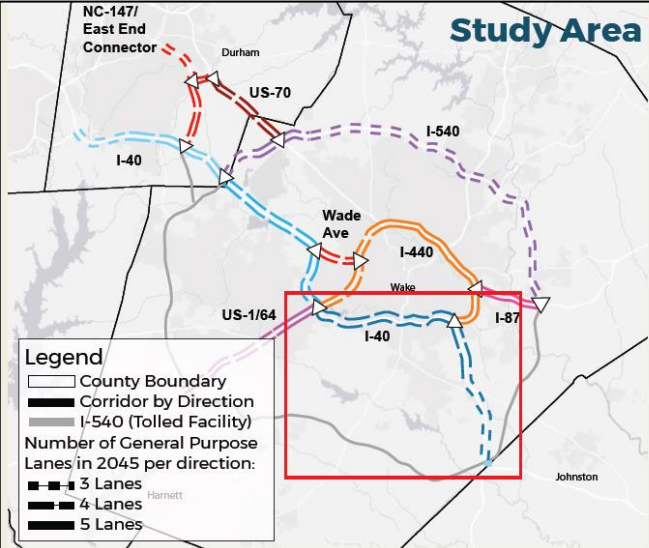 NC-147/
East End
Connector
Study Area
Durham
US-70
I-540
I-40
Wade
Ave
I-440
Wake
US-1/64
I-40
I-87
Legend
County Boundary
Corridor by Direction
I-540 (Tolled Facility)
Number of General Purpose
Lanes in 2045 per direction:
3 Lanes
4 Lanes
5 Lanes
Harnett
Johnston